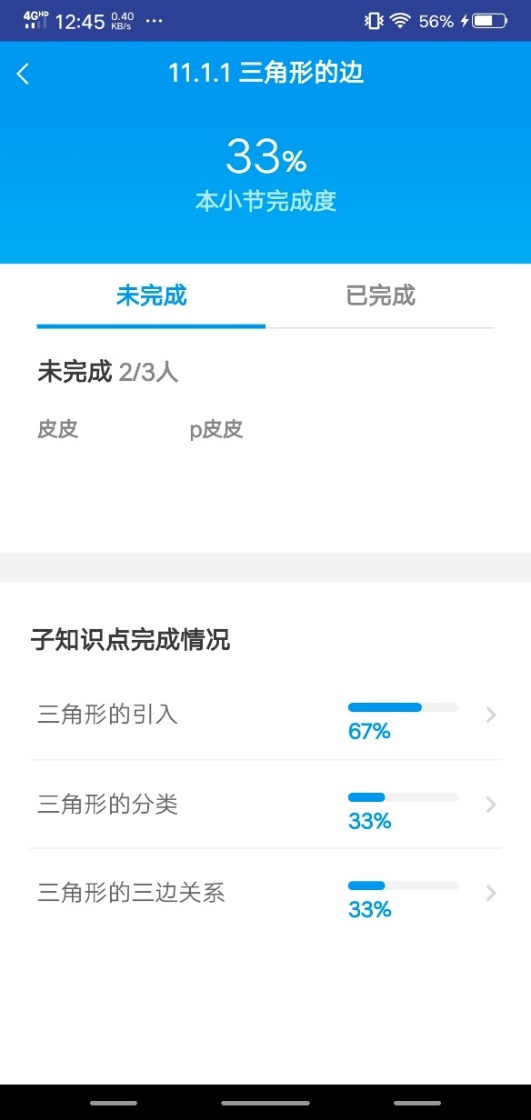 4GHD 12:45 0.40 KB/s ··· 56%
11.1.1 三角形的边
33%
本小节完成度
未完成 已完成
未完成 2/3人
皮皮 p皮皮
子知识点完成情况
三角形的引入
67%
三角形的分类
33%
三角形的三边关系
33%